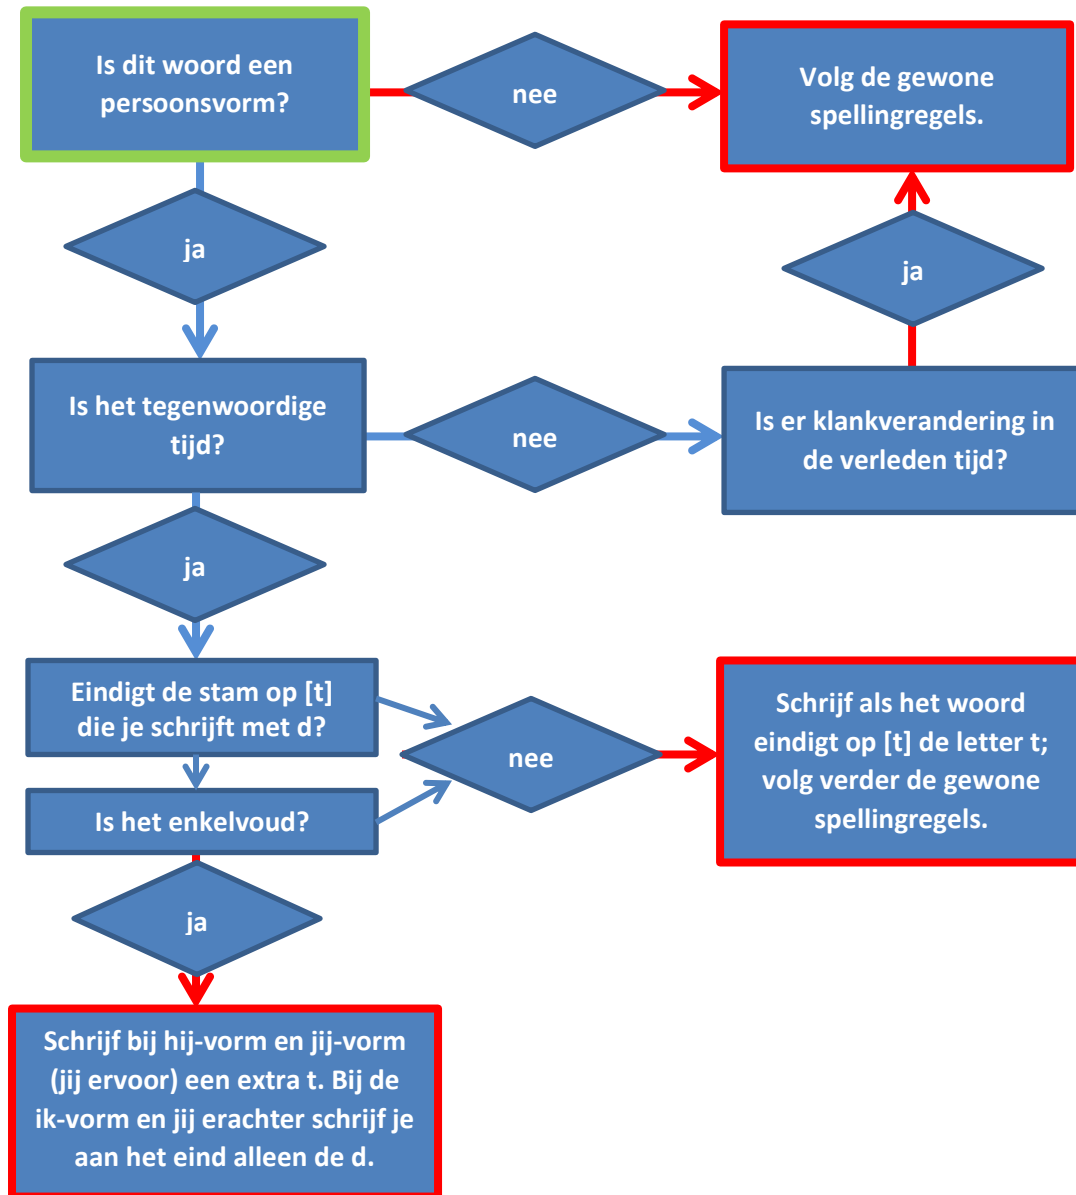 Is dit woord een
persoonsvorm?
nee
Volg de gewone
spellingregels.
ja
ja
Is het tegenwoordige
tijd?
nee
Is er klankverandering in
de verleden tijd?
ja
Eindigt de stam op [t]
die je schrijft met d?
nee
Schrijf als het woord
eindigt op [t] de letter t;
volg verder de gewone
spellingregels.
Is het enkelvoud?
ja
Schrijf bij hij-vorm en jij-vorm
(jij ervoor) een extra t. Bij de
ik-vorm en jij erachter schrijf je
aan het eind alleen de d.